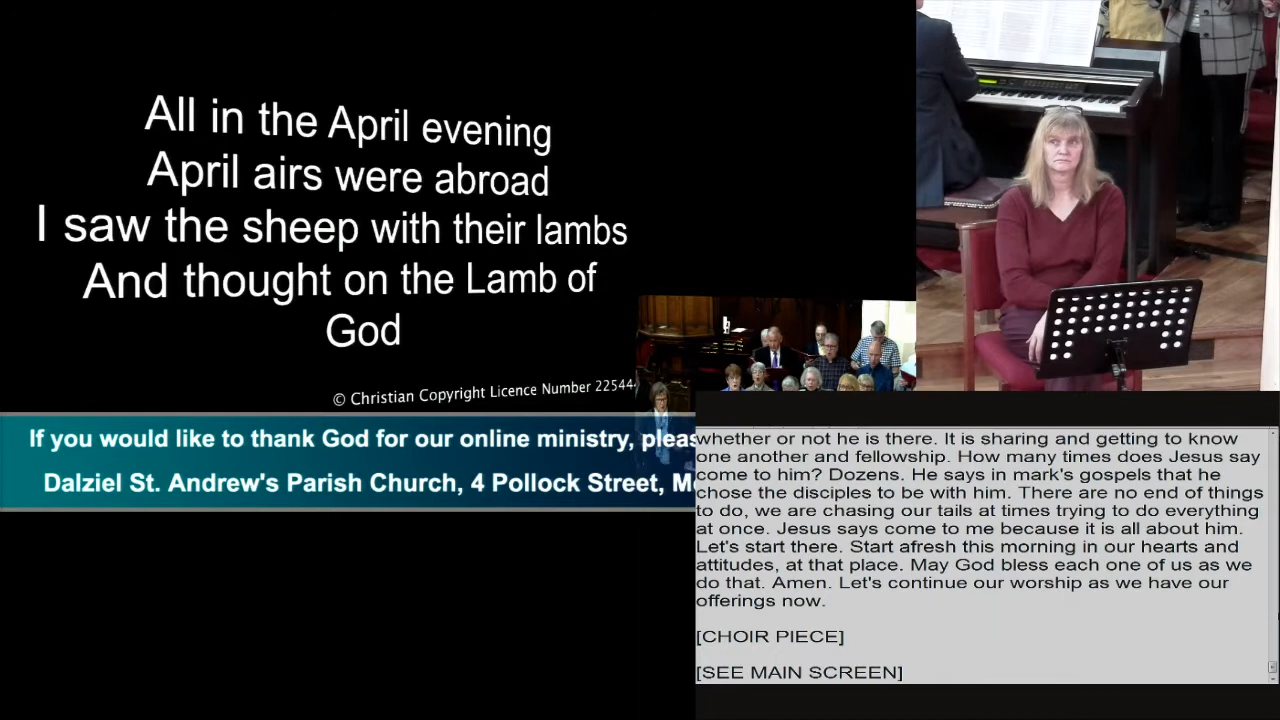 All in the April evening
April airs were abroad
I saw the sheep with their lambs
And thought on the Lamb of
God
© Christian Copyright Licence Number 22544
If you would like to thank God for our online ministry, pleas
Dalziel St. Andrew's Parish Church, 4 Pollock Street, M
whether or not he is there. It is sharing and getting to know
one another and fellowship. How many times does Jesus say
come to him? Dozens. He says in mark's gospels that he
chose the disciples to be with him. There are no end of things
to do, we are chasing our tails at times trying to do everything
at once. Jesus says come to me because it is all about him.
Let's start there. Start afresh this morning in our hearts and
attitudes, at that place. May God bless each one of us as we
do that. Amen. Let's continue our worship as we have our
offerings now.
[CHOIR PIECE]
[SEE MAIN SCREEN]